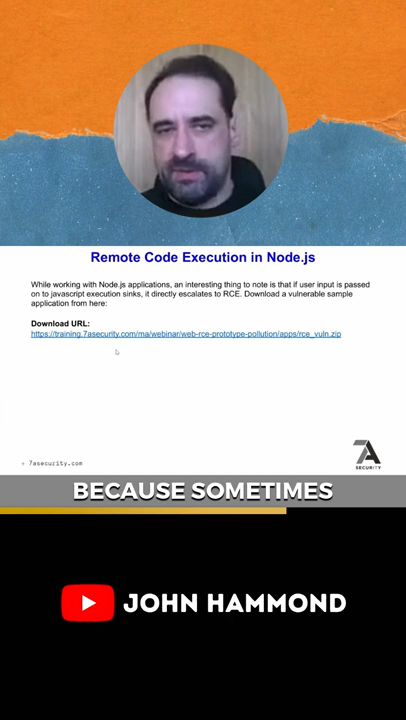 Remote Code Execution in Node.js
While working with Node.js applications, an interesting thing to note is that if user input is passed
on to javascript execution sinks, it directly escalates to RCE. Download a vulnerable sample
application from here:
Download URL:
https://training.7asecurity.com/ma/webinar/web-rce-prototype-pollution/apps/rce_vuln.zip
7asecurity.com
7A
SECURITY
BECAUSE SOMETIMES
JOHN HAMMOND